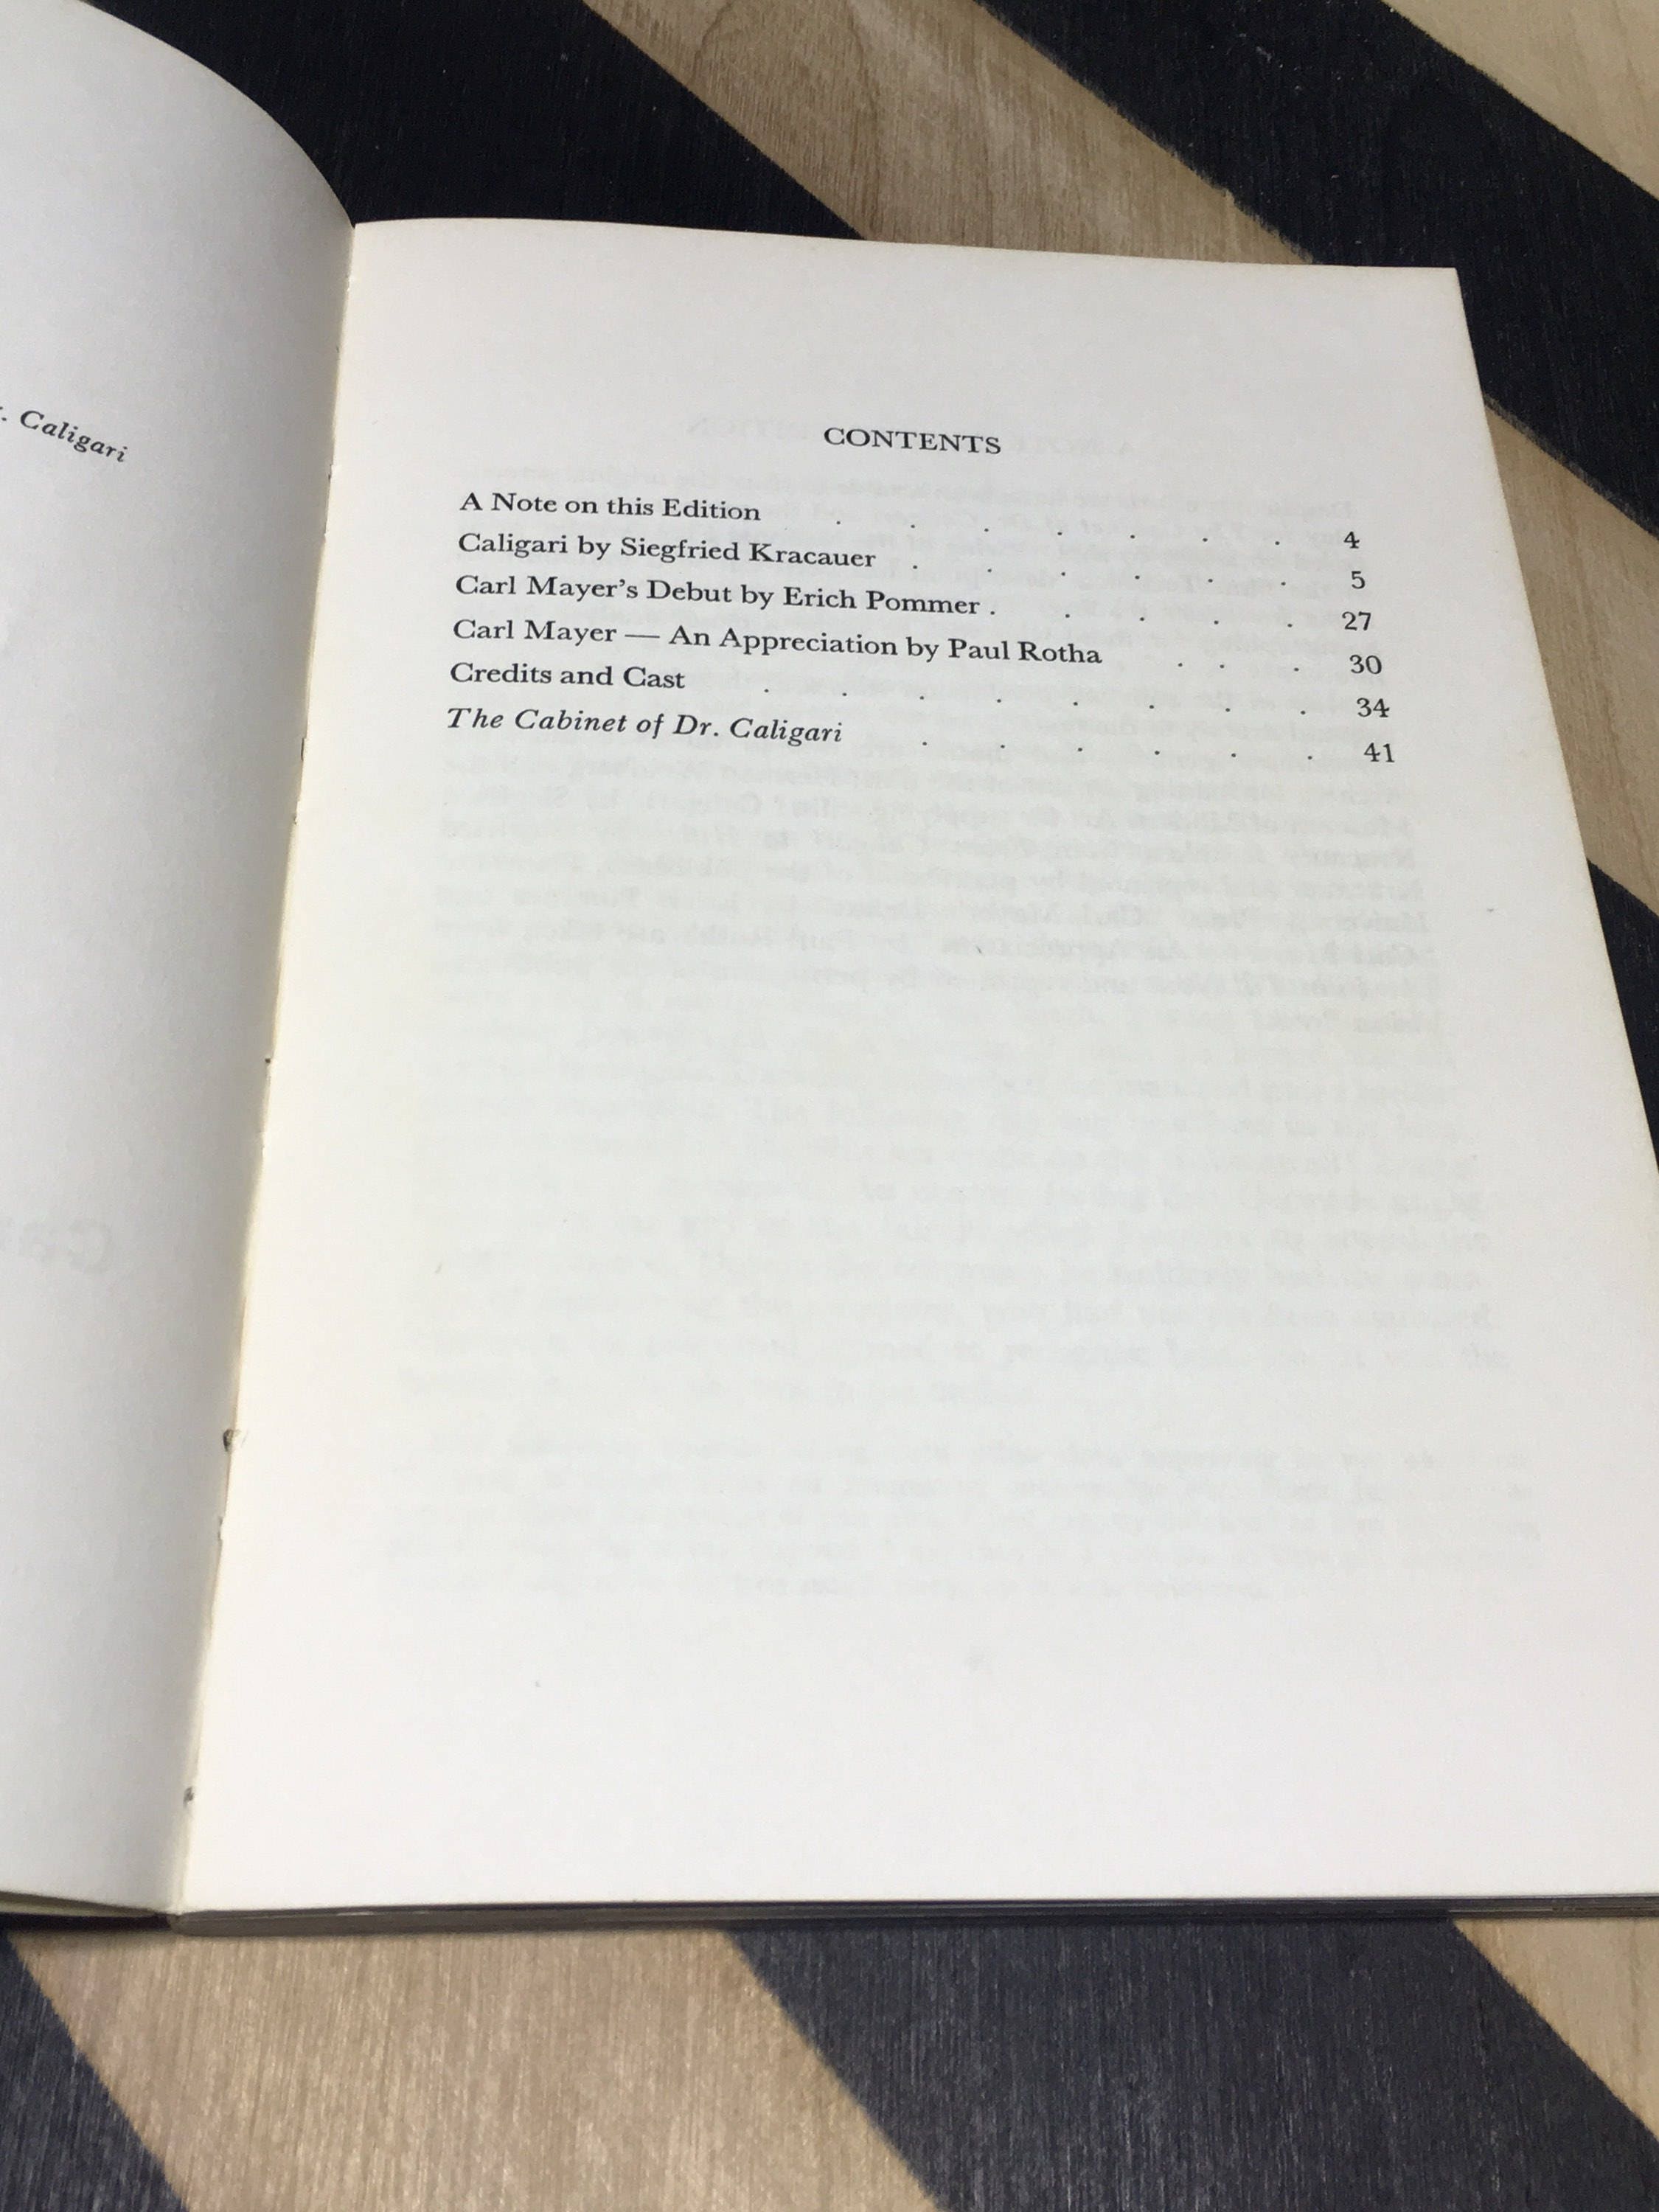 . Caligari
CONTENTS
A Note on this Edition . . . . . . . 4
Caligari by Siegfried Kracauer . . . . . . 5
Carl Mayer's Debut by Erich Pommer . . . . . 27
Carl Mayer — An Appreciation by Paul Rotha . . . 30
Credits and Cast . . . . . . . . 34
The Cabinet of Dr. Caligari . . . . . . 41